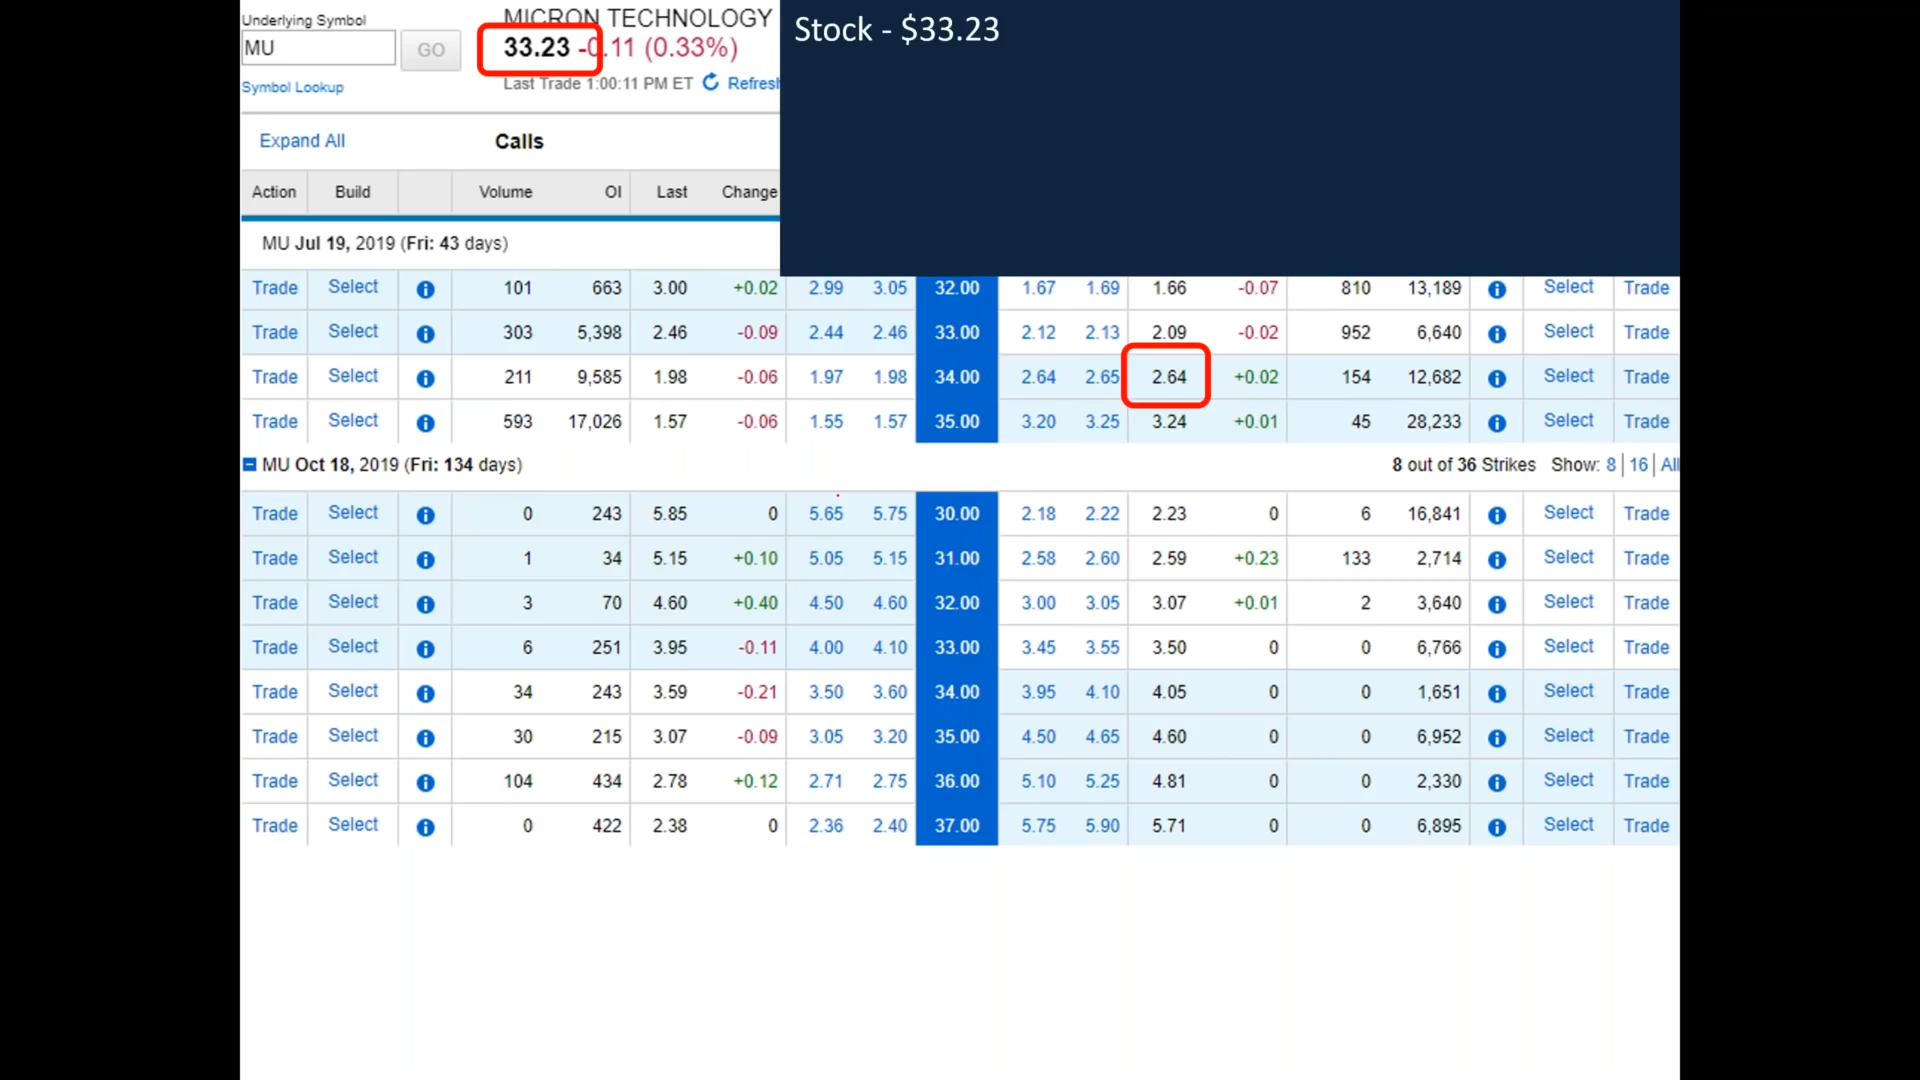 Underlying Symbol
MU
GO
Symbol Lookup
MICRON TECHNOLOGY
33.23 -0.11 (0.33%)
Last Trade 1:00:11 PM ET Refresh
Stock - $33.23
Expand All Calls
Action Build Volume OI Last Change
MU Jul 19, 2019 (Fri: 43 days)
Trade Select 101 663 3.00 +0.02 2.99 3.05 32.00 1.67 1.69 1.66 -0.07 810 13,189 Select Trade
Trade Select 303 5,398 2.46 -0.09 2.44 2.46 33.00 2.12 2.13 2.09 -0.02 952 6,640 Select Trade
Trade Select 211 9,585 1.98 -0.06 1.97 1.98 34.00 2.64 2.65 2.64 +0.02 154 12,682 Select Trade
Trade Select 593 17,026 1.57 -0.06 1.55 1.57 35.00 3.20 3.25 3.24 +0.01 45 28,233 Select Trade
MU Oct 18, 2019 (Fri: 134 days) 8 out of 36 Strikes Show: 8 | 16 | All
Trade Select 0 243 5.85 0 5.65 5.75 30.00 2.18 2.22 2.23 0 6 16,841 Select Trade
Trade Select 1 34 5.15 +0.10 5.05 5.15 31.00 2.58 2.60 2.59 +0.23 133 2,714 Select Trade
Trade Select 3 70 4.60 +0.40 4.50 4.60 32.00 3.00 3.05 3.07 +0.01 2 3,640 Select Trade
Trade Select 6 251 3.95 -0.11 4.00 4.10 33.00 3.45 3.55 3.50 0 0 6,766 Select Trade
Trade Select 34 243 3.59 -0.21 3.50 3.60 34.00 3.95 4.10 4.05 0 0 1,651 Select Trade
Trade Select 30 215 3.07 -0.09 3.05 3.20 35.00 4.50 4.65 4.60 0 0 6,952 Select Trade
Trade Select 104 434 2.78 +0.12 2.71 2.75 36.00 5.10 5.25 4.81 0 0 2,330 Select Trade
Trade Select 0 422 2.38 0 2.36 2.40 37.00 5.75 5.90 5.71 0 0 6,895 Select Trade